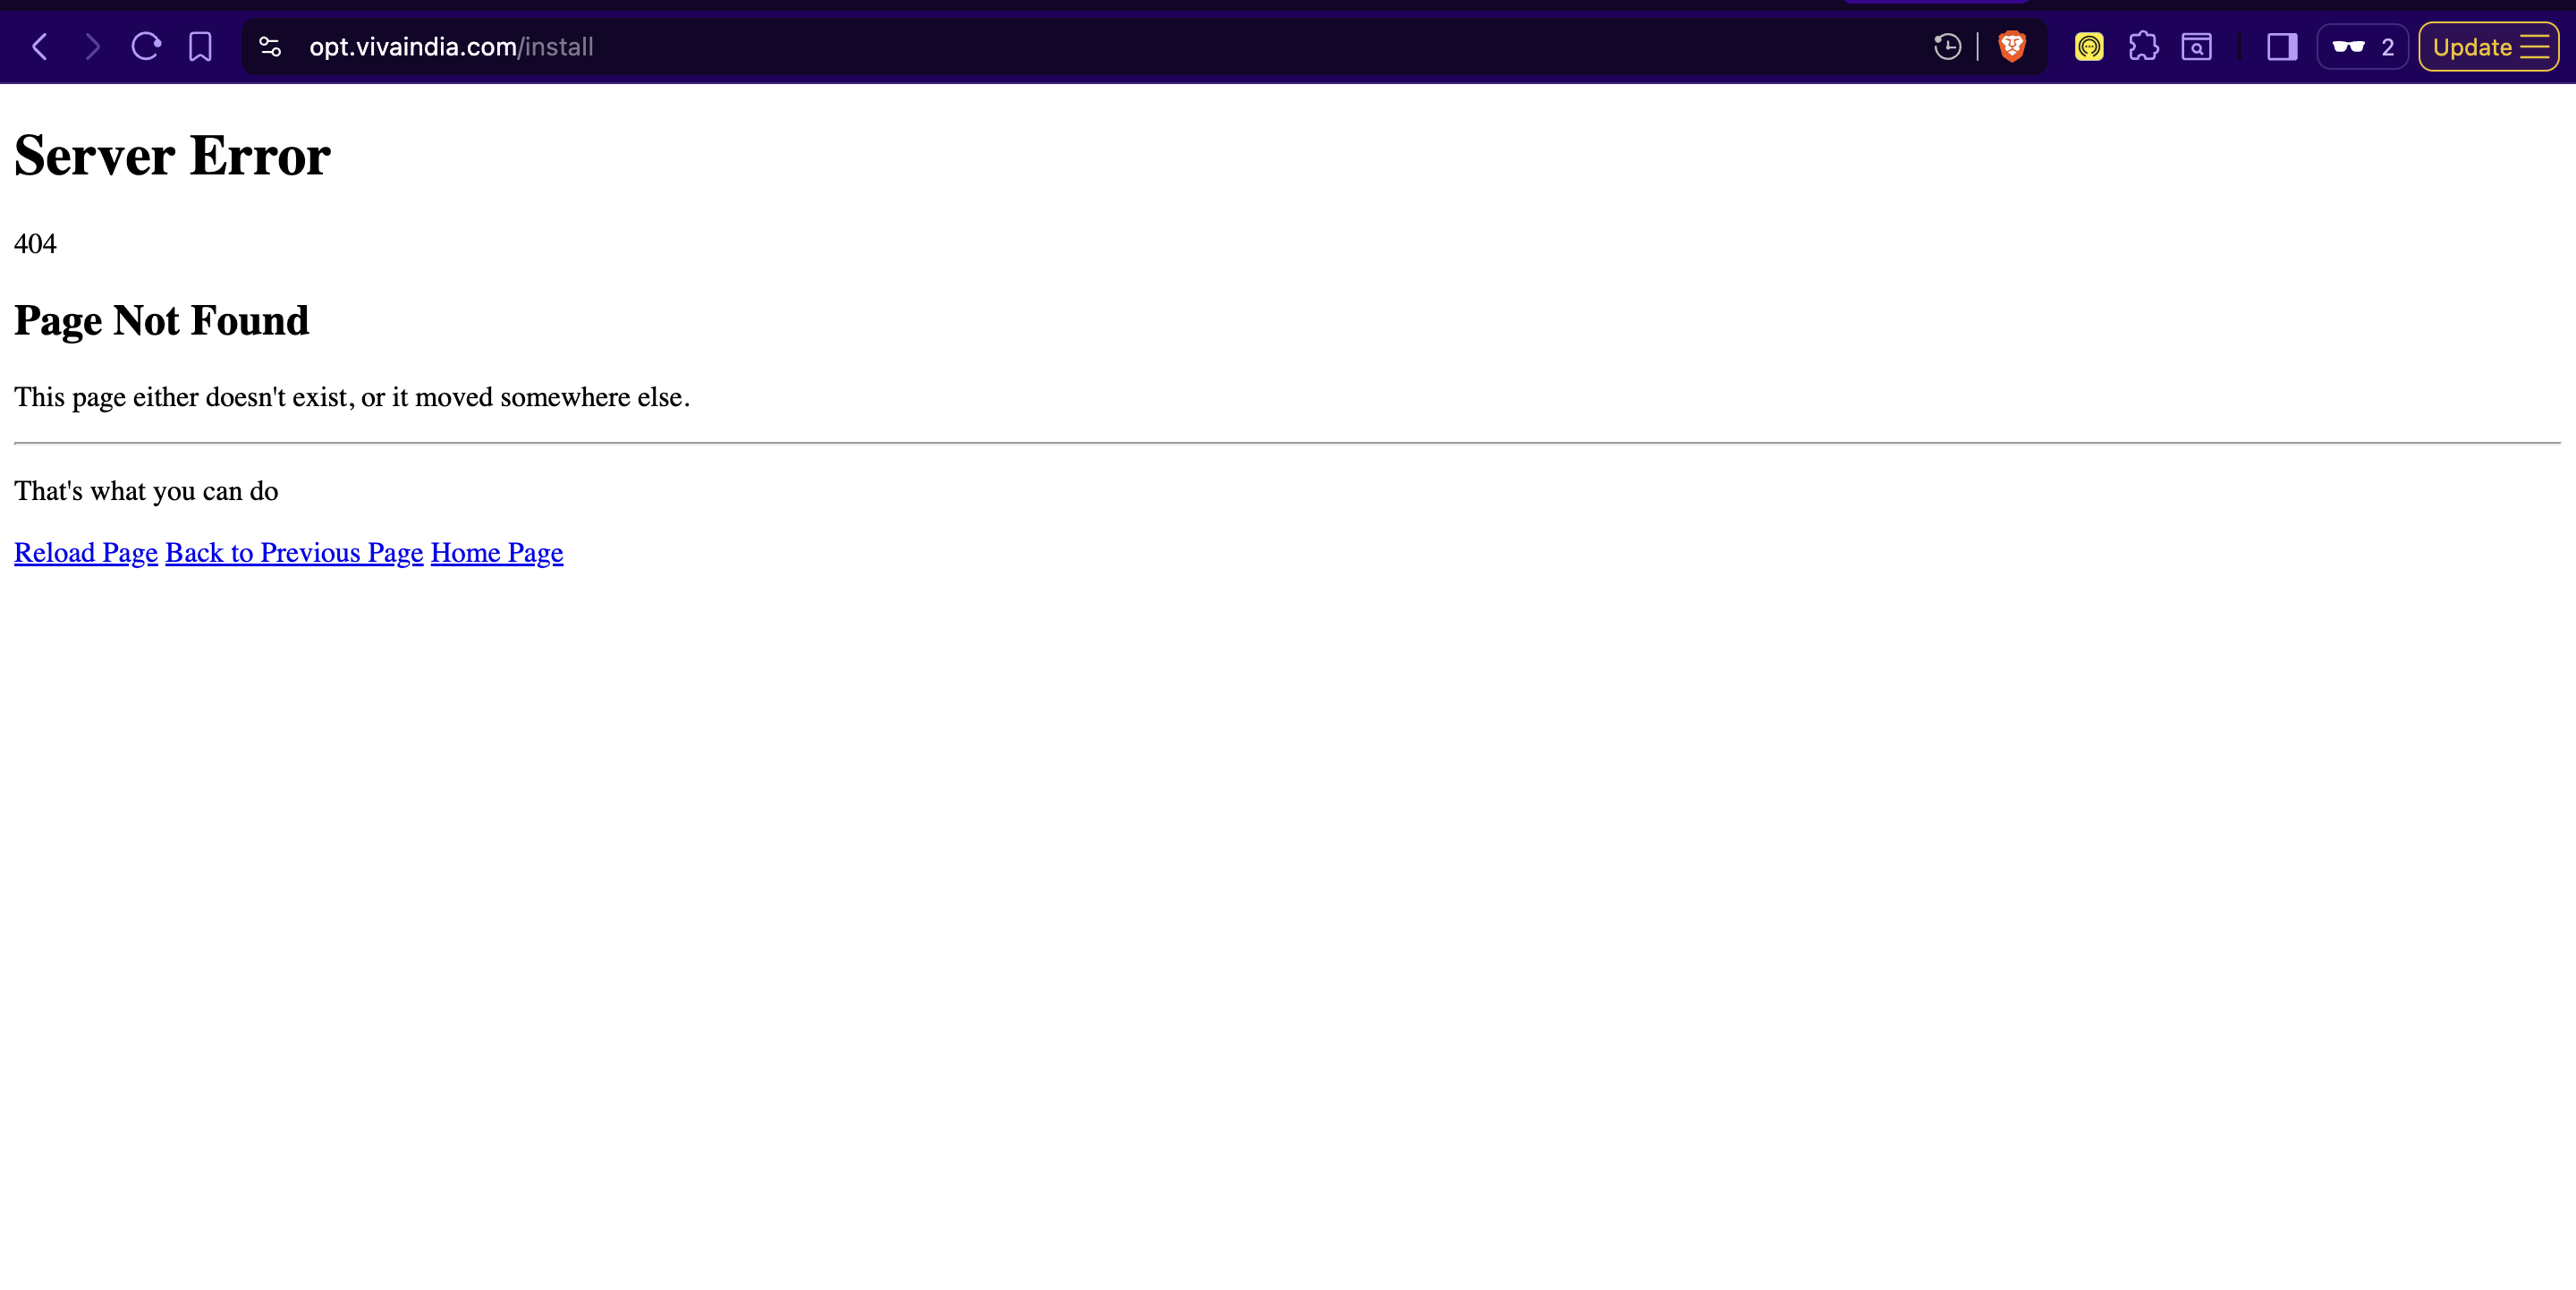 opt.vivaindia.com/install
2
Update
Server Error
404
Page Not Found
This page either doesn't exist, or it moved somewhere else.
That's what you can do
Reload Page Back to Previous Page Home Page